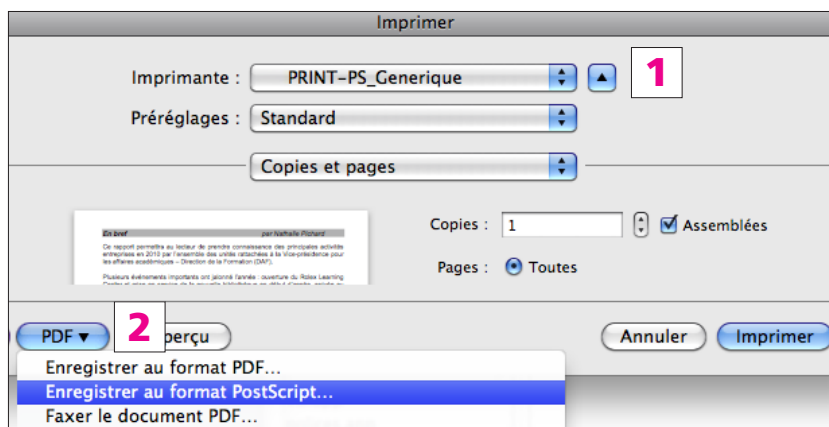 Imprimer
Imprimante : PRINT-PS_Generique 1
Préréglages : Standard
Copies et pages
Copies : 1 Assemblées
Pages : Toutes
En bref par Nathalie Pichard
Ce rapport permettra au lecteur de prendre connaissance des principales activités
entreprises en 2010 par l'ensemble des unités rattachées à la Vice-présidence pour
les affaires académiques – Direction de la Formation (DAF).
Plusieurs événements importants ont jalonné l'année : ouverture du Rolex Learning
PDF 2 perçu Annuler Imprimer
Enregistrer au format PDF...
Enregistrer au format PostScript...
Faxer le document PDF...